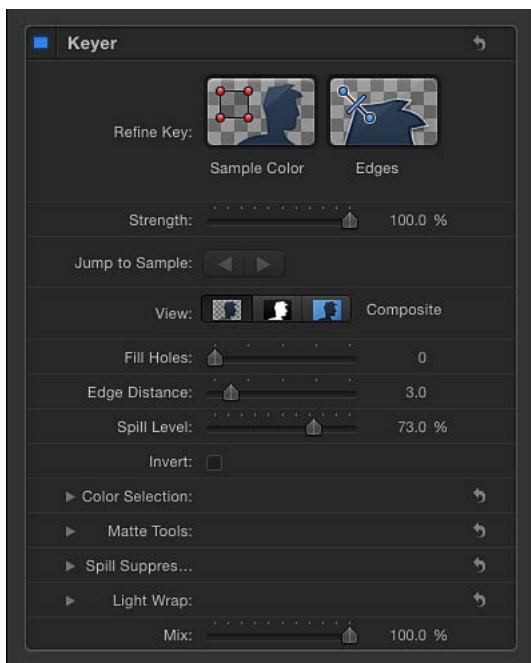 Keyer
Refine Key:
Sample Color Edges
Strength: 100.0 %
Jump to Sample:
View: Composite
Fill Holes: 0
Edge Distance: 3.0
Spill Level: 73.0 %
Invert:
Color Selection:
Matte Tools:
Spill Suppres...
Light Wrap:
Mix: 100.0 %